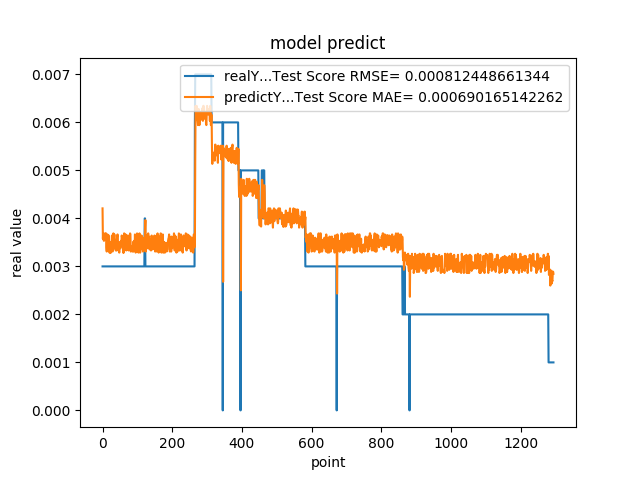 model predict
realY...Test Score RMSE= 0.000812448661344
predictY...Test Score MAE= 0.000690165142262
real value
0.007
0.006
0.005
0.004
0.003
0.002
0.001
0.000
0 200 400 600 800 1000 1200
point